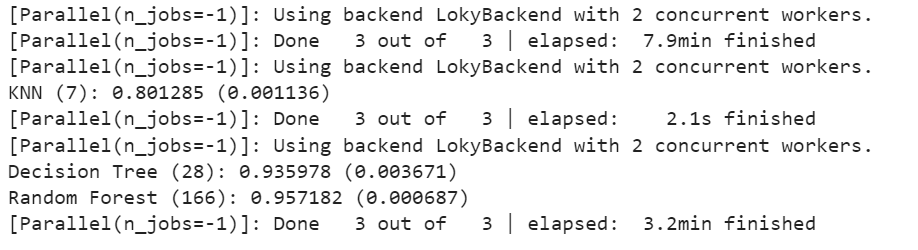 [Parallel(n_jobs=-1)]: Using backend LokyBackend with 2 concurrent workers.
[Parallel(n_jobs=-1)]: Done   3 out of   3 | elapsed:  7.9min finished
[Parallel(n_jobs=-1)]: Using backend LokyBackend with 2 concurrent workers.
KNN (7): 0.801285 (0.001136)
[Parallel(n_jobs=-1)]: Done   3 out of   3 | elapsed:    2.1s finished
[Parallel(n_jobs=-1)]: Using backend LokyBackend with 2 concurrent workers.
Decision Tree (28): 0.935978 (0.003671)
Random Forest (166): 0.957182 (0.000687)
[Parallel(n_jobs=-1)]: Done   3 out of   3 | elapsed:  3.2min finished